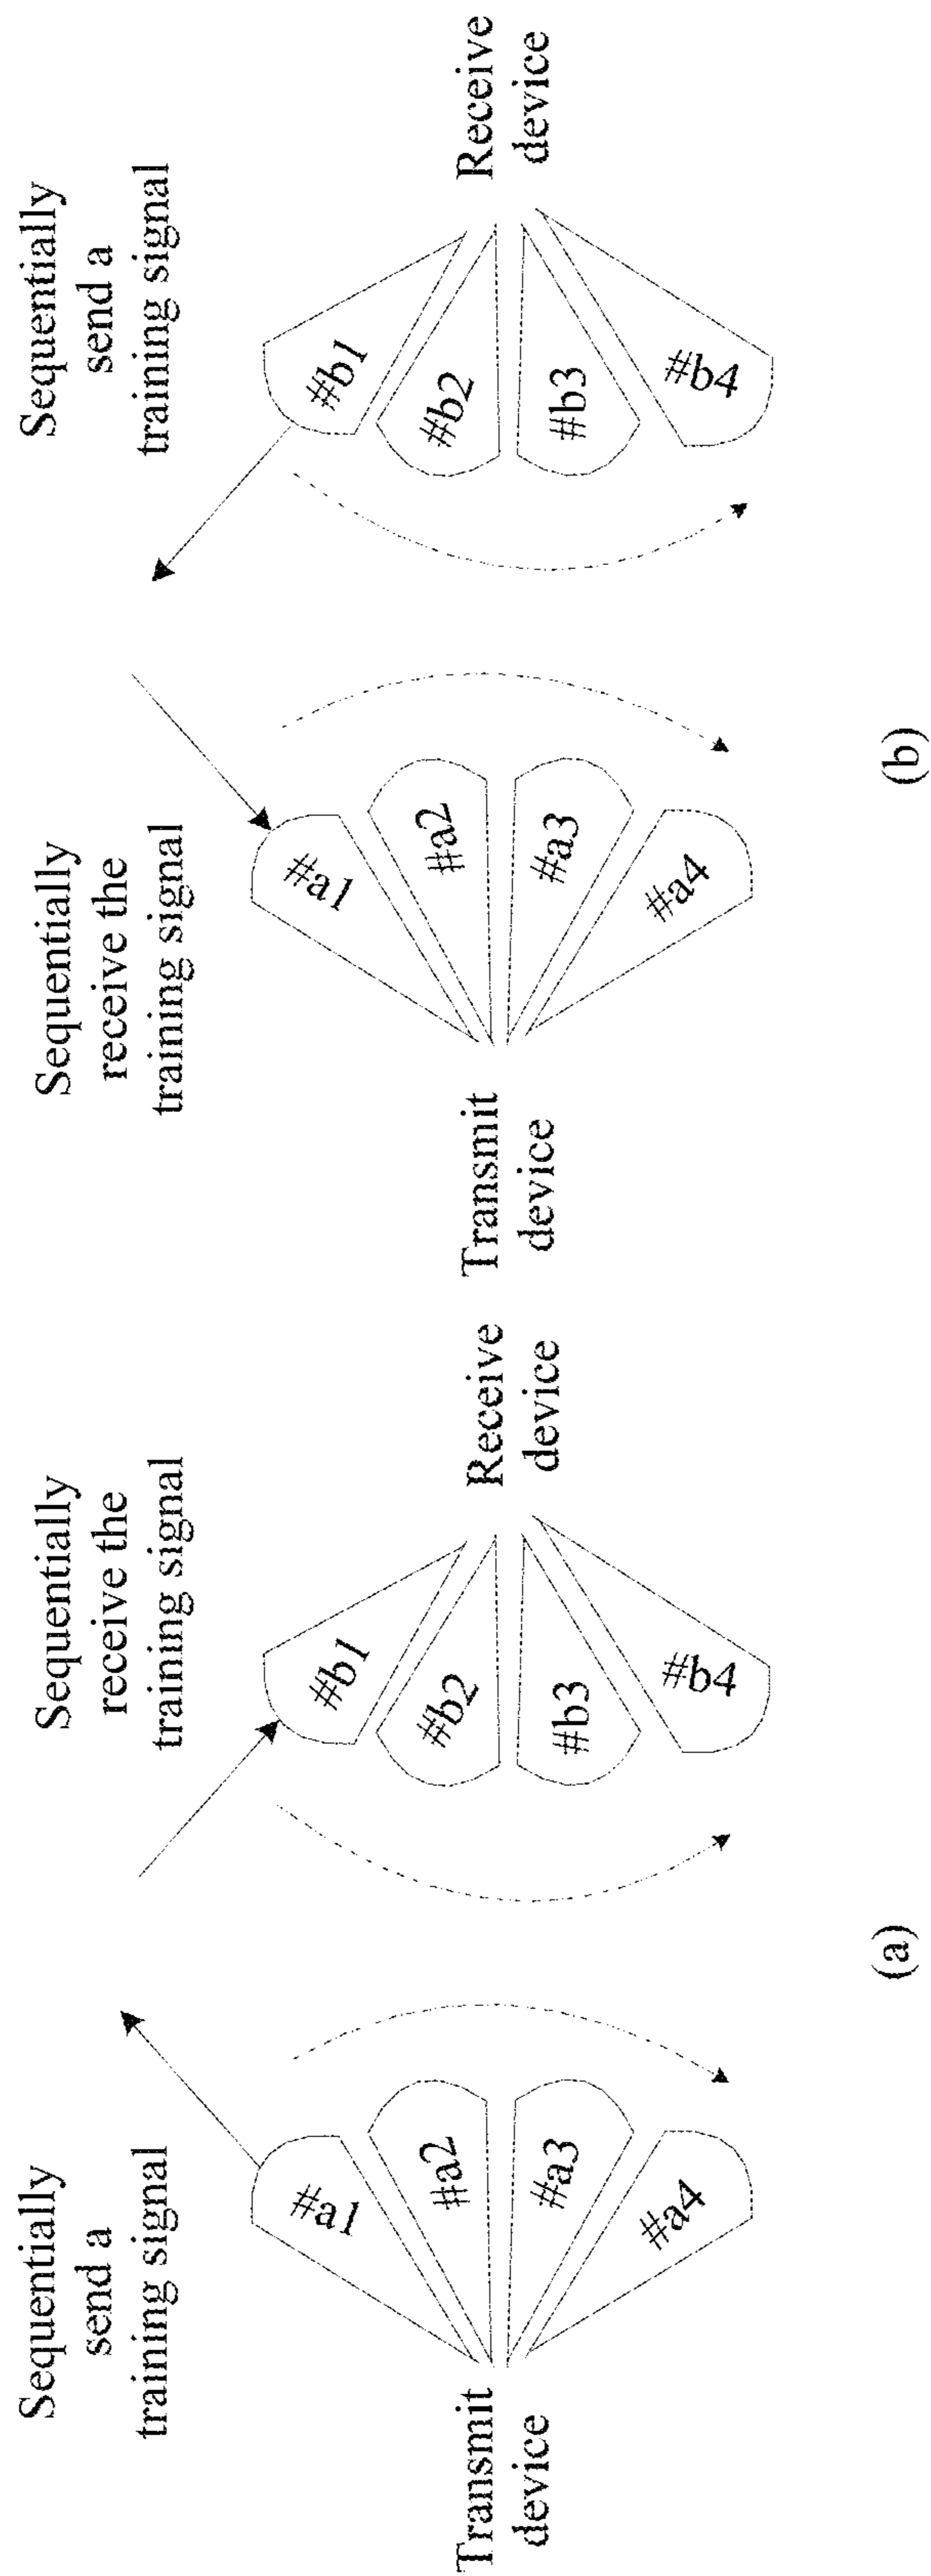 Sequentially
send a
training signal
Sequentially
receive the
training signal
Transmit
device
#a1
#a2
#a3
#a4
#b1
#b2
#b3
#b4
Receive
device
(a)
Sequentially
receive the
training signal
Sequentially
send a
training signal
Transmit
device
#a1
#a2
#a3
#a4
#b1
#b2
#b3
#b4
Receive
device
(b)